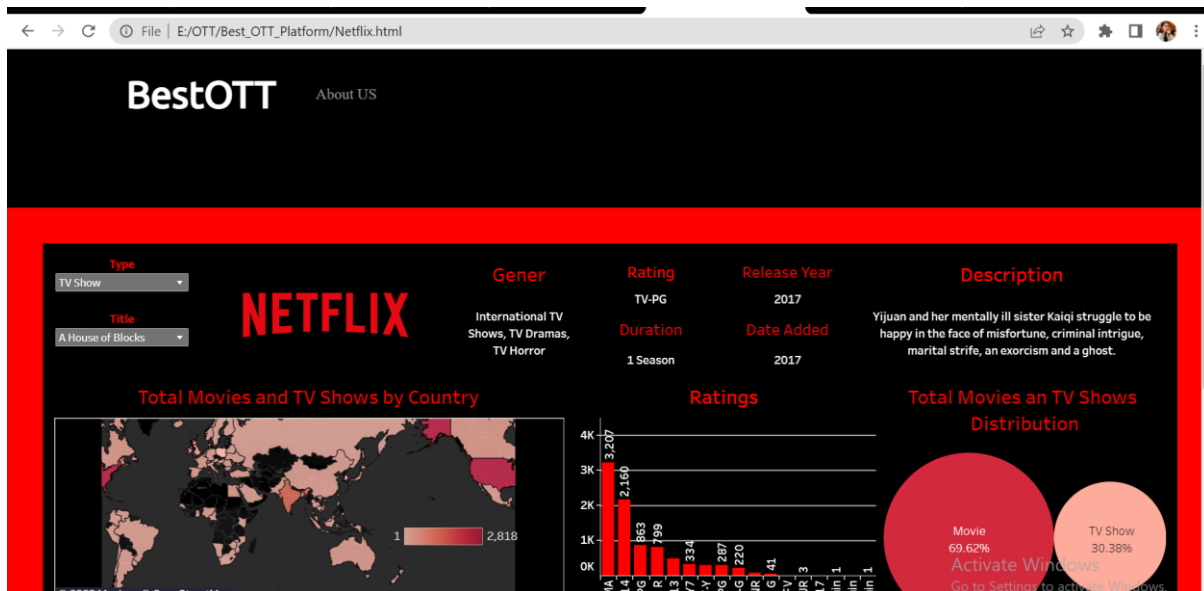 File | E:/OTT/Best_OTT_Platform/Netflix.html
BestOTT
About US
Type
TV Show
Title
A House of Blocks
NETFLIX
Gener
International TV
Shows, TV Dramas,
TV Horror
Rating
TV-PG
Duration
1 Season
Release Year
2017
Date Added
2017
Description
Yijuan and her mentally ill sister Kaiqi struggle to be
happy in the face of misfortune, criminal intrigue,
marital strife, an exorcism and a ghost.
Total Movies and TV Shows by Country
1
2,818
Ratings
4K
3K
2K
1K
0K
3,207
2,160
863
799
334
287
220
41
3
1
1
1
Total Movies an TV Shows
Distribution
Movie
69.62%
TV Show
30.38%
Activate Windows
Go to Settings to activate Windows.